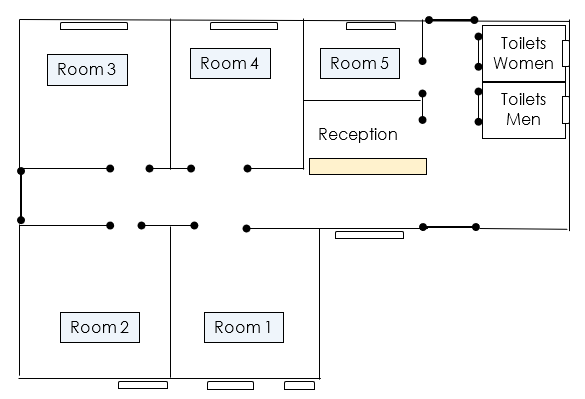 Room 3
Room 4
Room 5
Toilets
Women
Toilets
Men
Reception
Room 2
Room 1